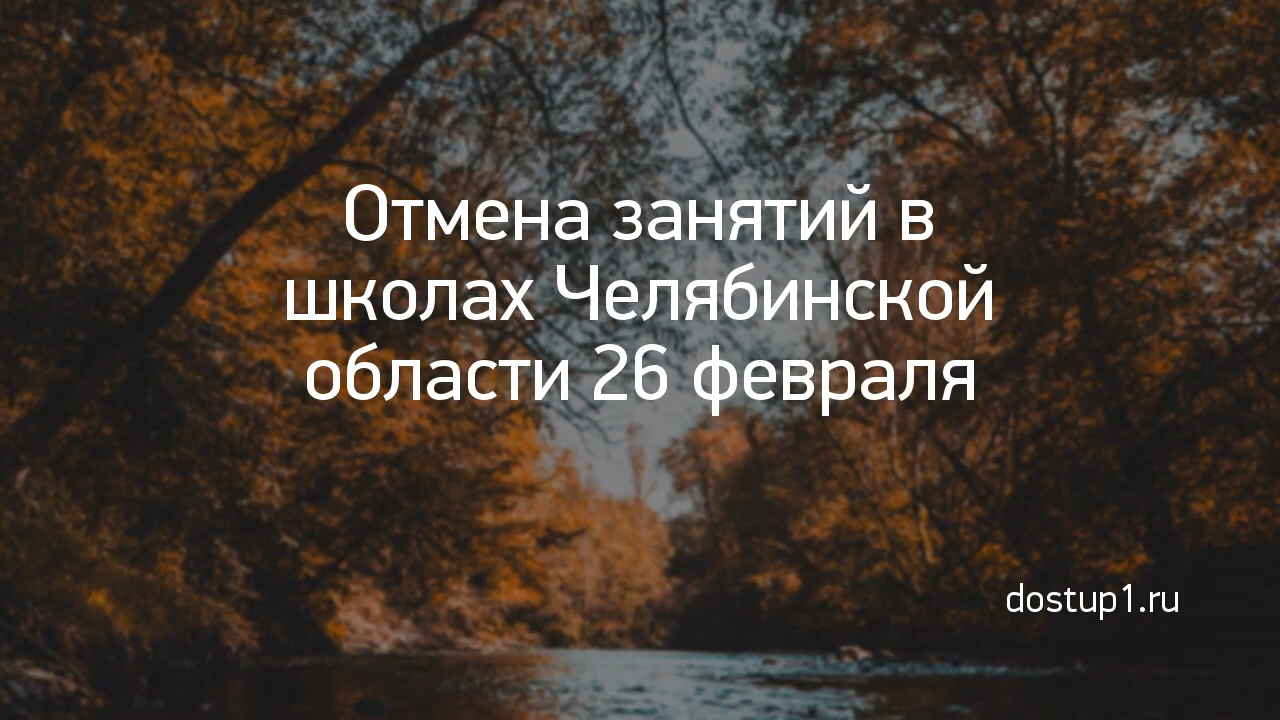 Отмена занятий в
школах Челябинской
области 26 февраля
dostup1.ru